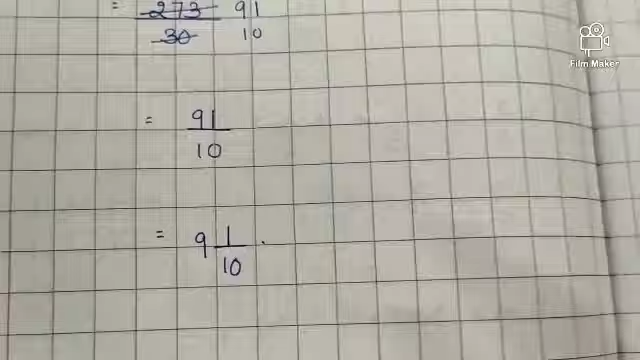 = 273/30 91/10
= 91/10
= 9 1/10 .
Film Maker